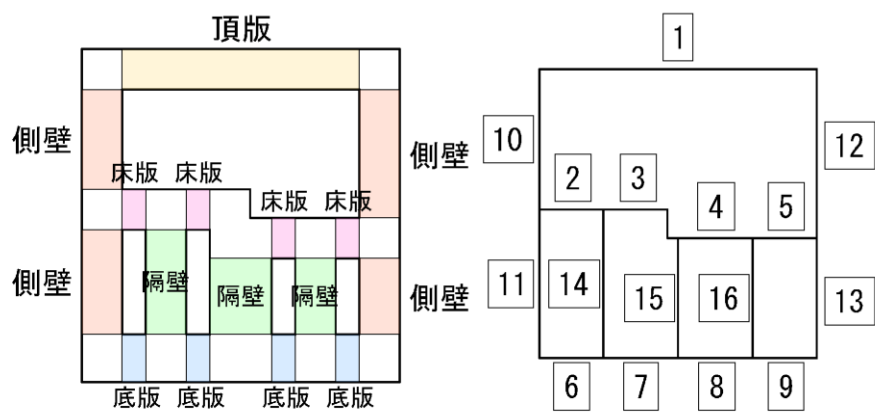 頂版
側壁
側壁
床版 床版
床版 床版
側壁
側壁
隔壁
隔壁 隔壁
底版 底版 底版 底版
1
10
12
2 3
4 5
11
14
15 16
13
6 7 8 9